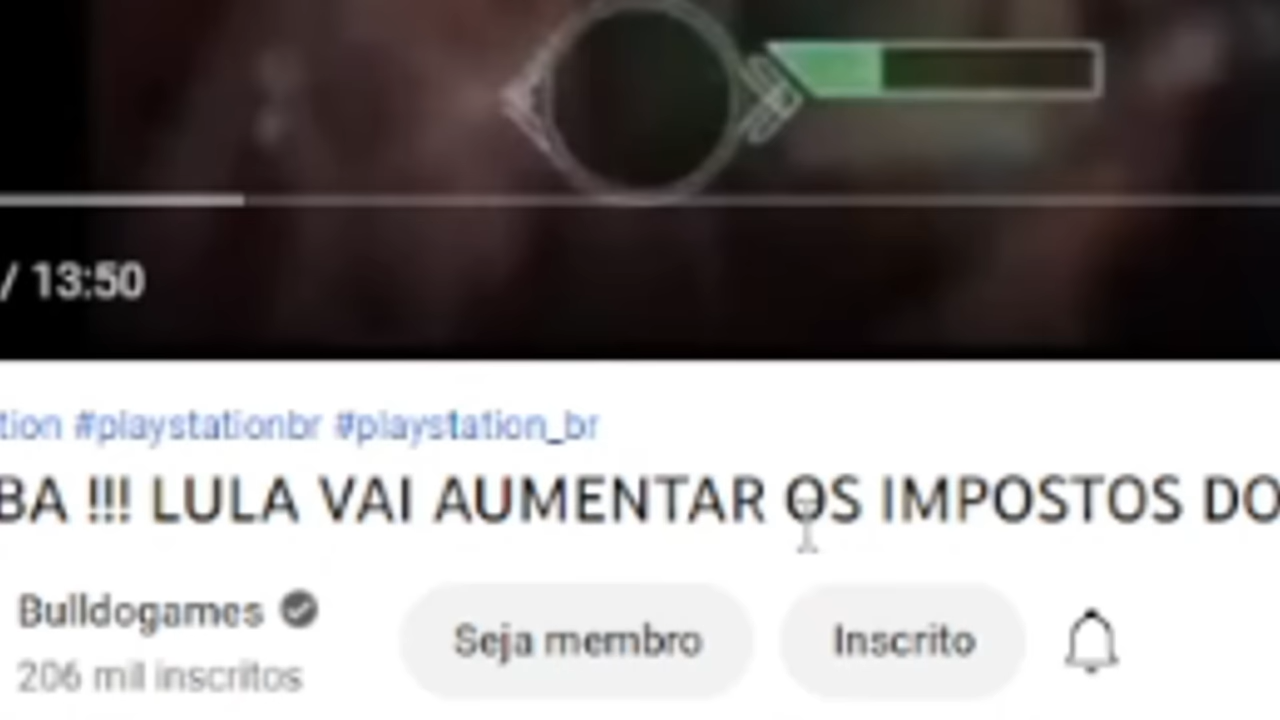 / 13:50
tion #playstationbr #playstation_br
BA !!! LULA VAI AUMENTAR OS IMPOSTOS DO
Bulldogames
Seja membro
Inscrito
206 mil inscritos